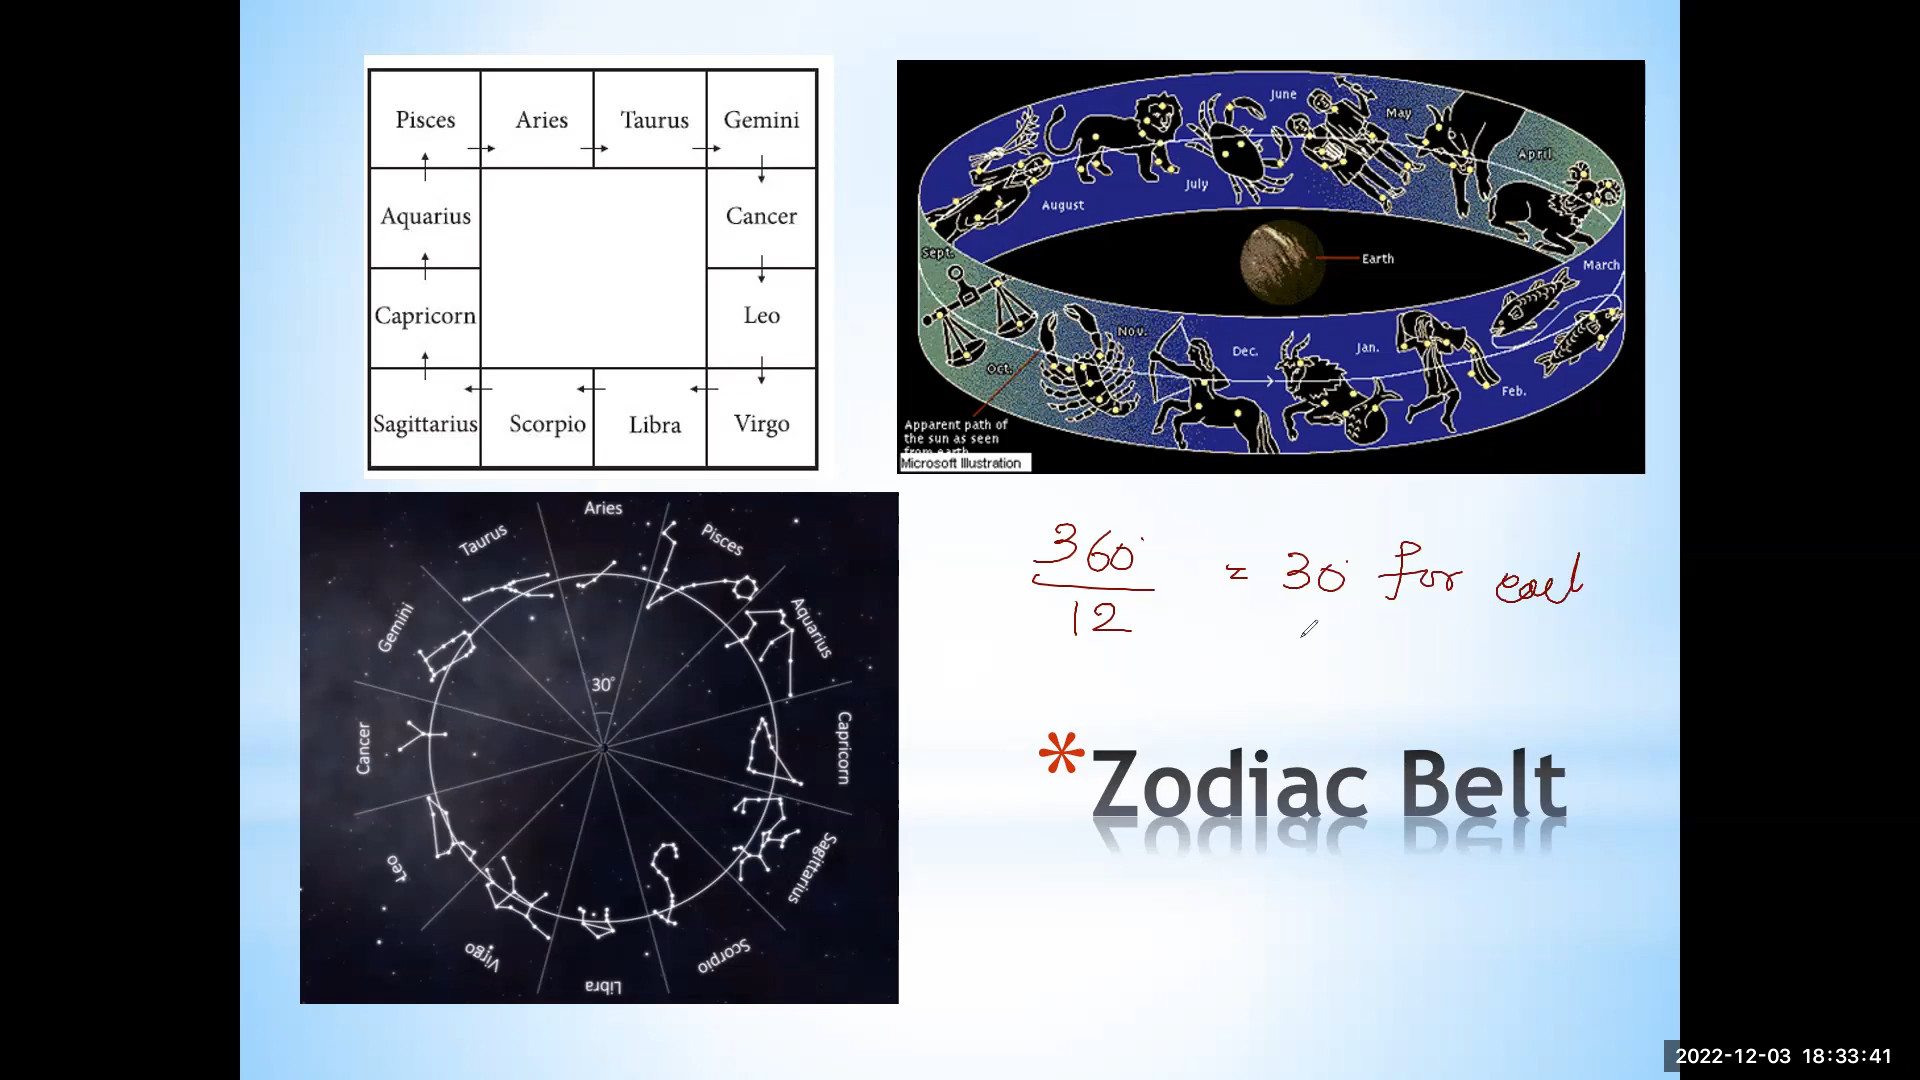 Pisces Aries Taurus Gemini
Aquarius Cancer
Capricorn Leo
Sagittarius Scorpio Libra Virgo
June
May
April
July
August
Sept.
Earth
March
Nov.
Oct.
Dec.
Jan.
Feb.
Apparent path of
the sun as seen
from earth
Microsoft Illustration
Aries
Taurus
Pisces
Gemini
Aquarius
30°
Cancer
Capricorn
Leo
Sagittarius
Virgo
Scorpio
Libra
360°
12
= 30° for each
*Zodiac Belt
2022-12-03 18:33:41